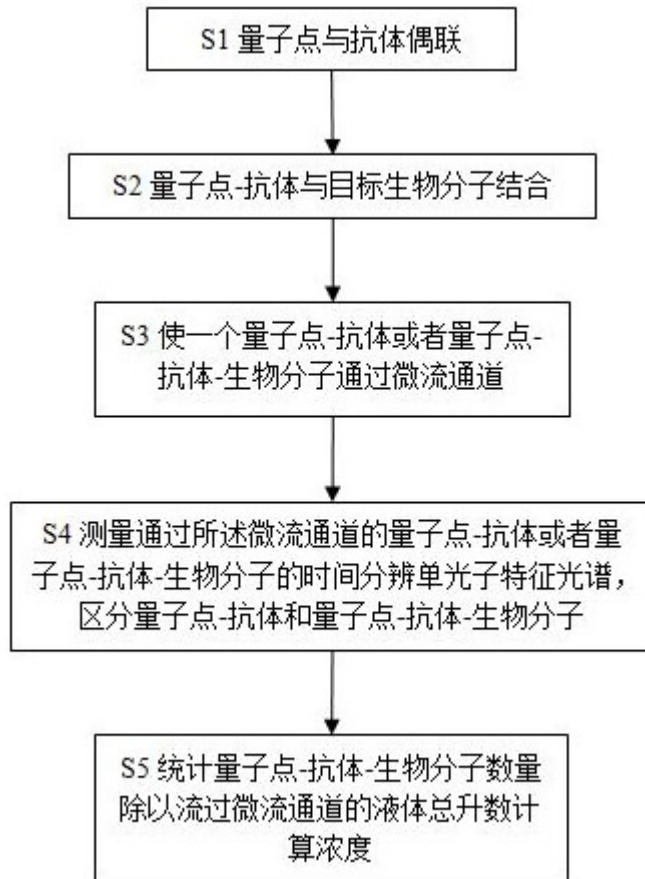 S1 量子点与抗体偶联
S2 量子点-抗体与目标生物分子结合
S3 使一个量子点-抗体或者量子点-
抗体-生物分子通过微流通道
S4 测量通过所述微流通道的量子点-抗体或者量
子点-抗体-生物分子的时间分辨单光子特征光谱，
区分量子点-抗体和量子点-抗体-生物分子
S5 统计量子点-抗体-生物分子数量
除以流过微流通道的液体总升数计
算浓度